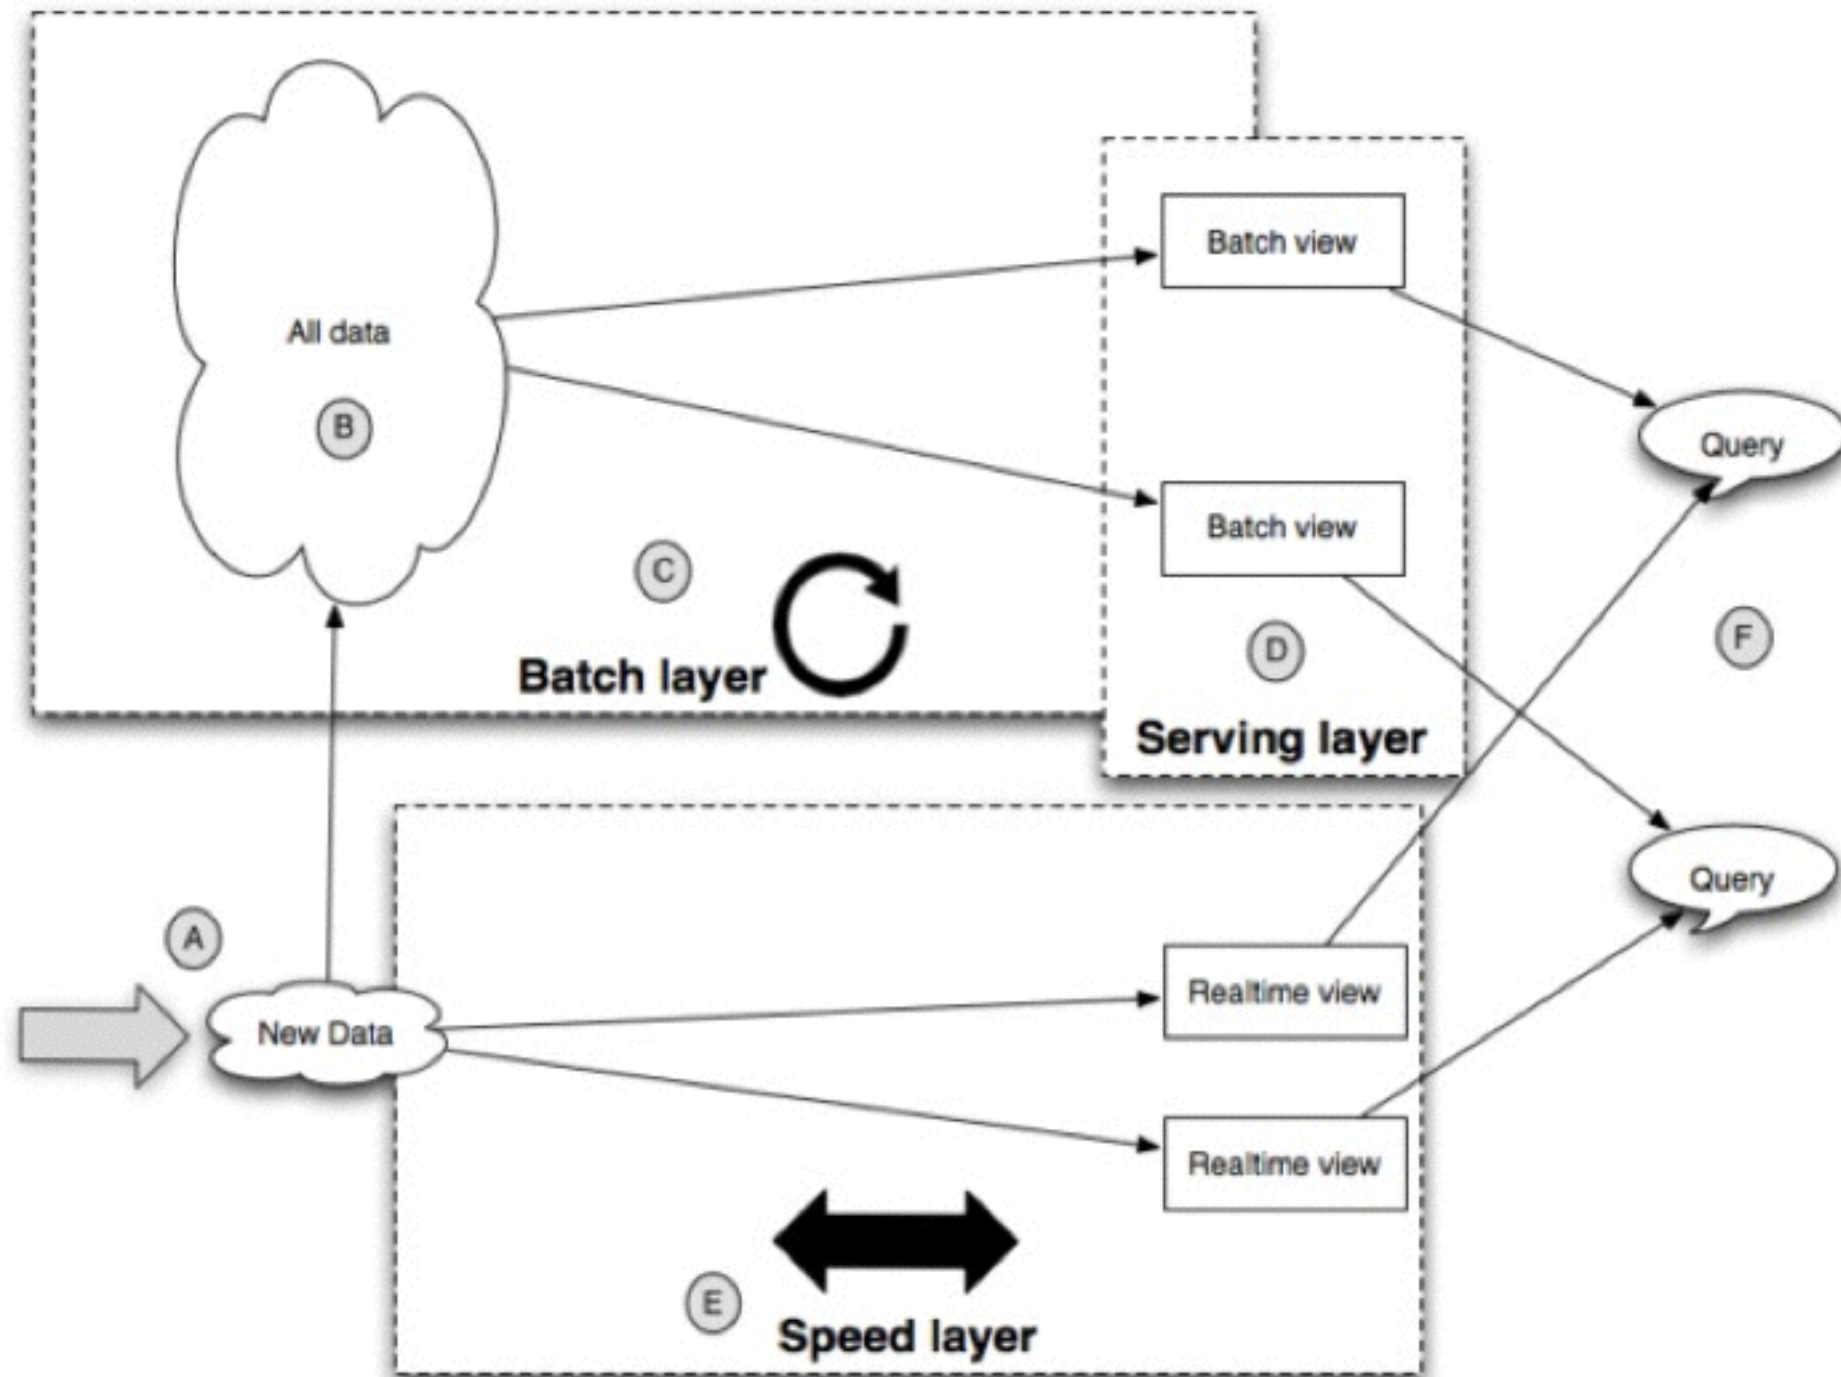 Batch view
All data
B
Query
Batch view
C
D
F
Batch layer
Serving layer
Query
A
Realtime view
New Data
Realtime view
E
Speed layer